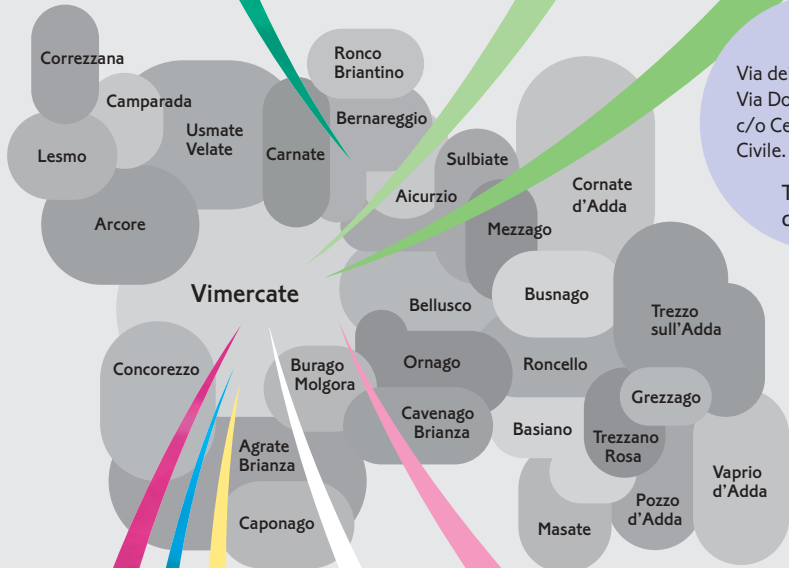 Correzzana
Ronco
Briantino
Camparada
Usmate
Velate
Bernareggio
Lesmo
Carnate
Sulbiate
Aicurzio
Cornate
d'Adda
Arcore
Mezzago
Vimercate
Bellusco
Busnago
Trezzo
sull'Adda
Concorezzo
Burago
Molgora
Ornago
Roncello
Grezzago
Cavenago
Brianza
Basiano
Trezzano
Rosa
Agrate
Brianza
Vaprio
d'Adda
Pozzo
d'Adda
Caponago
Masate
Via de
Via Do
c/o Ce
Civile.
T